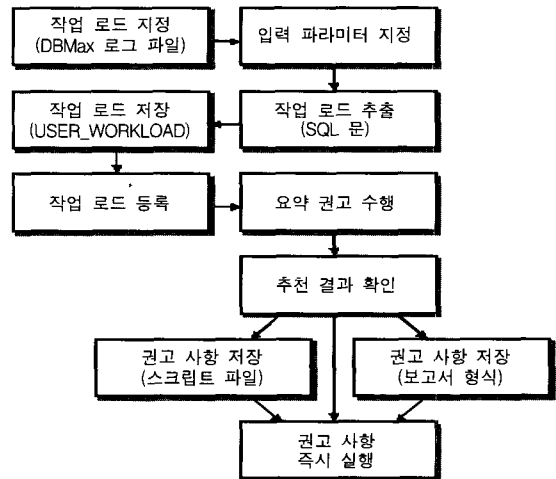 작업 로드 지정
(DBMax 로그 파일)
입력 파라미터 지정
작업 로드 저장
(USER_WORKLOAD)
작업 로드 추출
(SQL 문)
작업 로드 등록
요약 권고 수행
추천 결과 확인
권고 사항 저장
(스크립트 파일)
권고 사항 저장
(보고서 형식)
권고 사항
즉시 실행